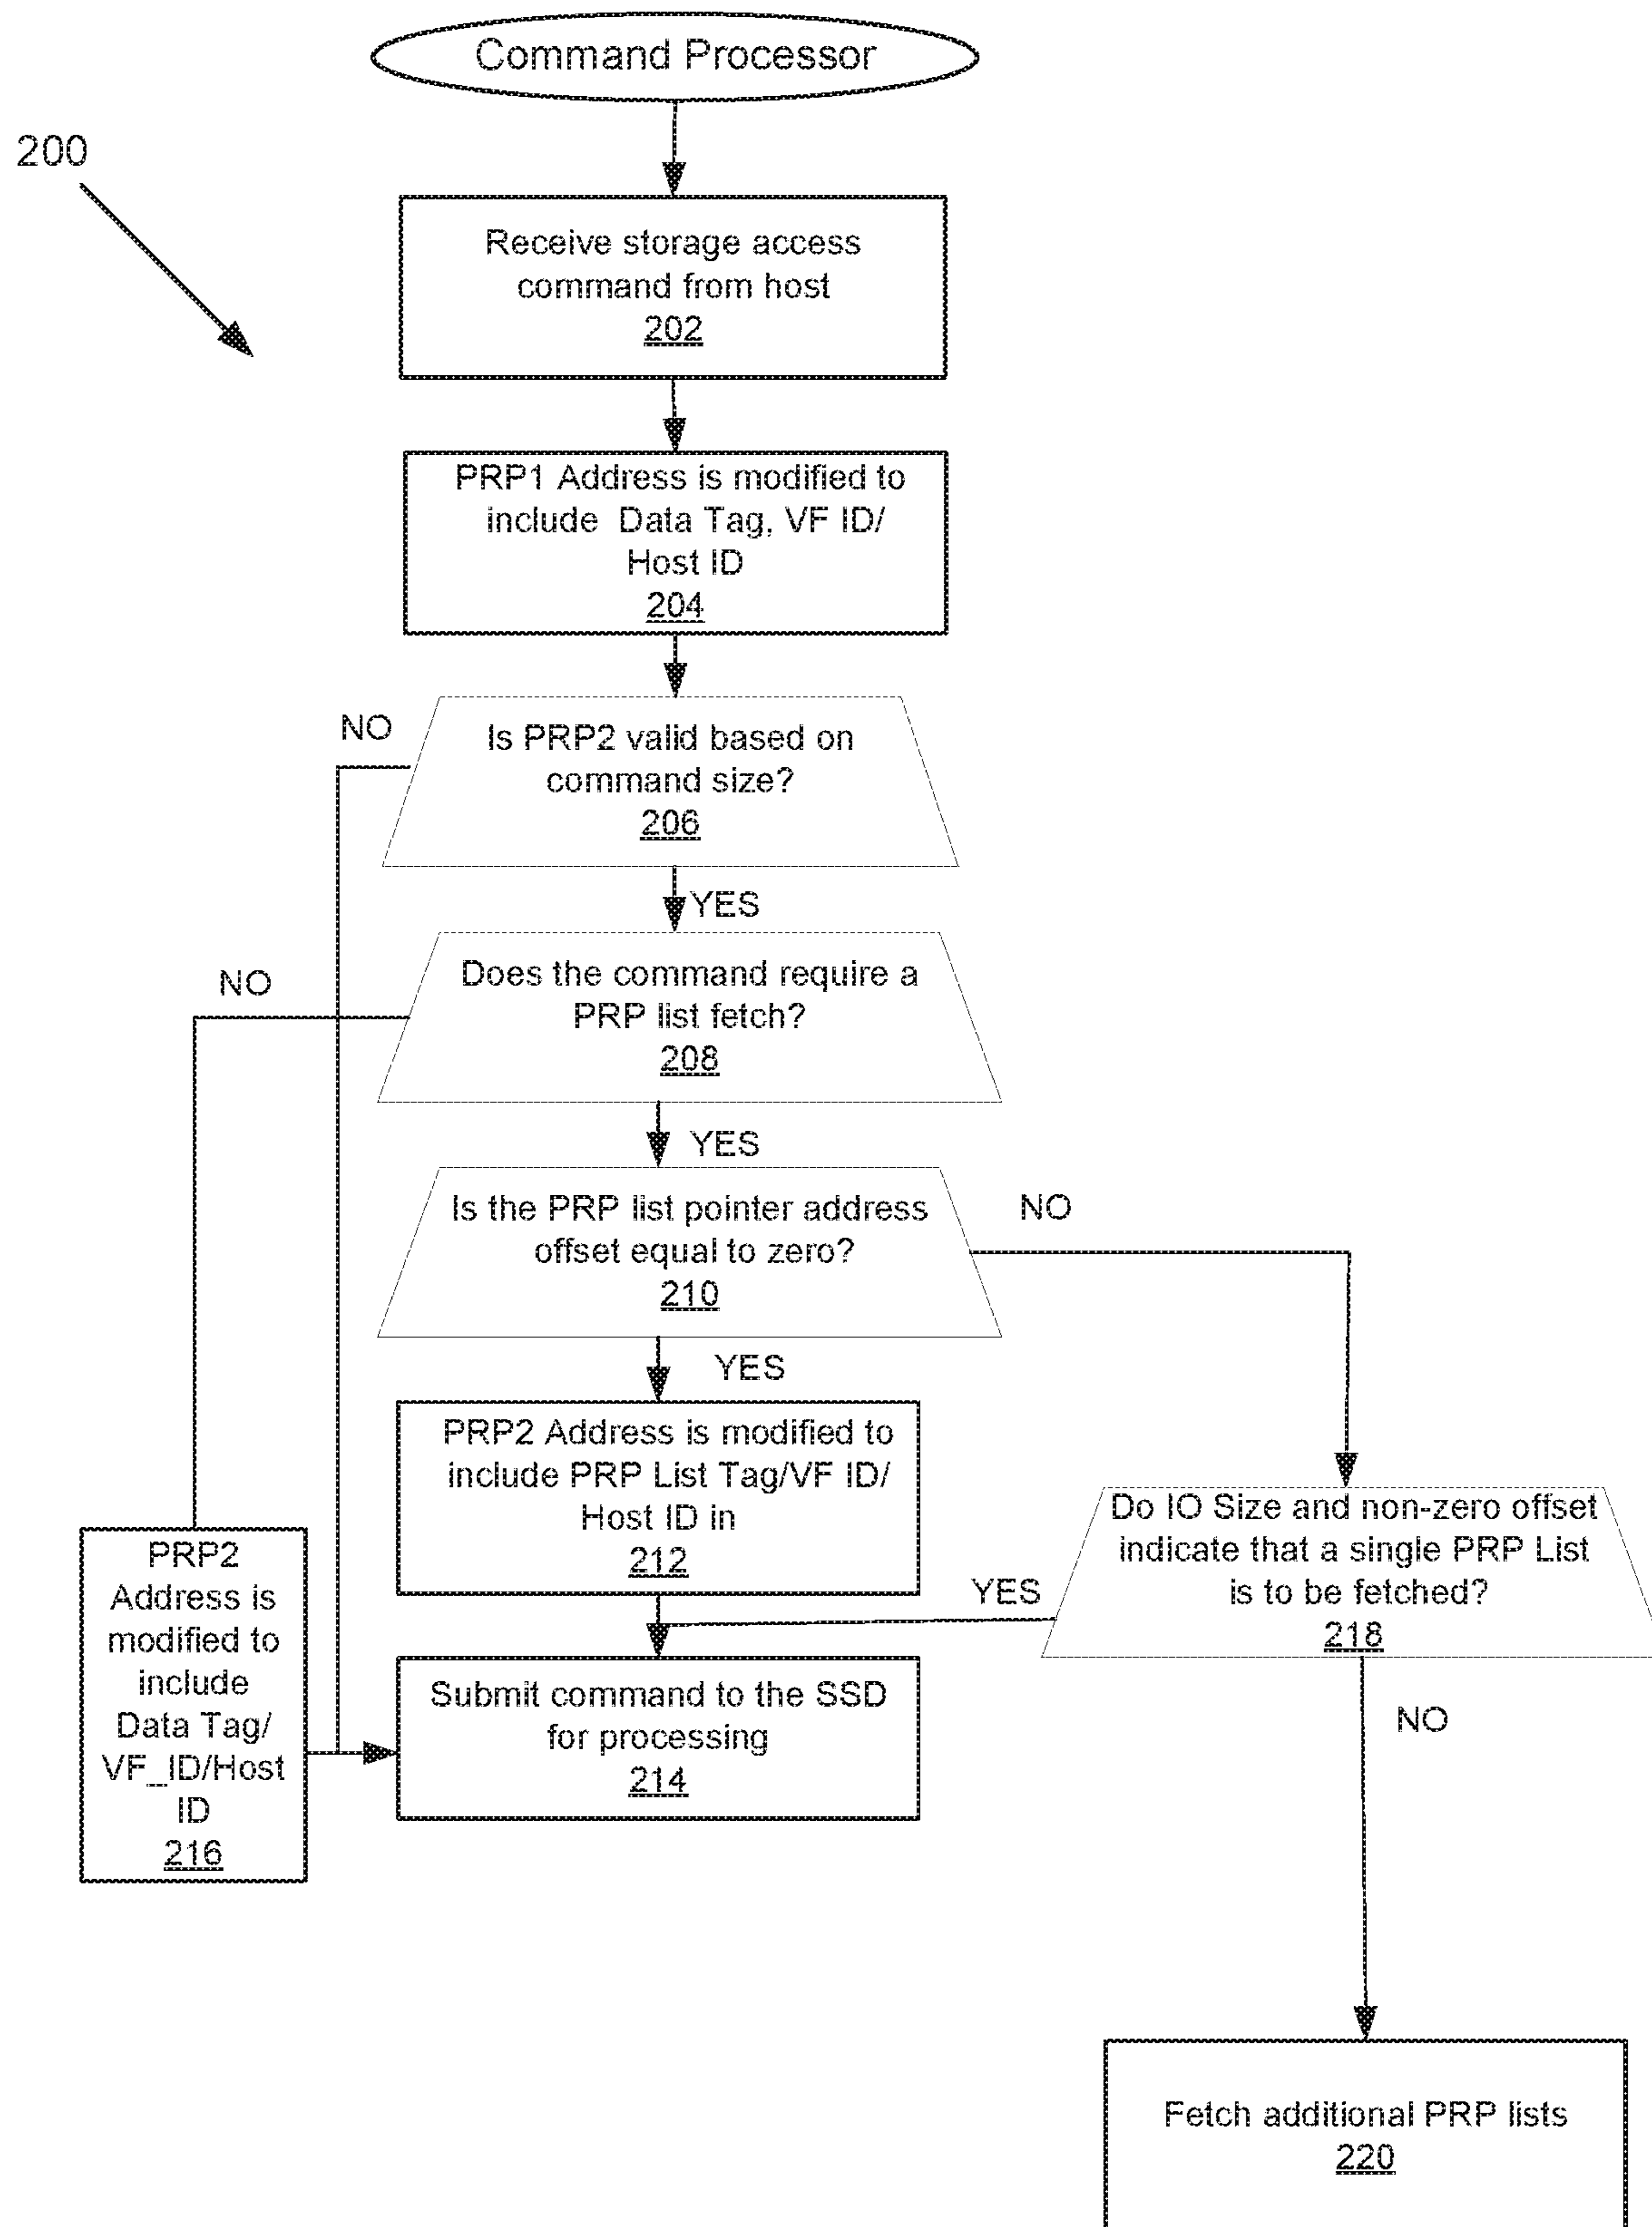 Command Processor
200
Receive storage access
command from host
202
PRP1 Address is modified to
include Data Tag, VF ID/
Host ID
204
NO
Is PRP2 valid based on
command size?
206
YES
NO
Does the command require a
PRP list fetch?
208
YES
Is the PRP list pointer address
offset equal to zero?
210
NO
YES
PRP2 Address is modified to
include PRP List Tag/VF ID/
Host ID in
212
Do IO Size and non-zero offset
indicate that a single PRP List
is to be fetched?
218
YES
PRP2
Address is
modified to
include
Data Tag/
VF_ID/Host
ID
216
Submit command to the SSD
for processing
214
NO
Fetch additional PRP lists
220